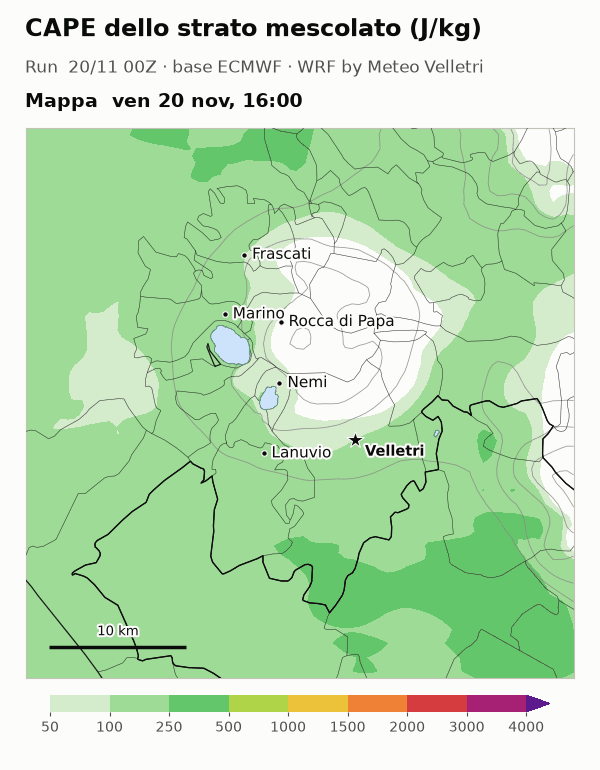 CAPE dello strato mescolato (J/kg)
Run  20/11 00Z · base ECMWF · WRF by Meteo Velletri
Mappa  ven 20 nov, 16:00
Frascati
Marino
Rocca di Papa
Nemi
Velletri
Lanuvio
10 km
50 100 250 500 1000 1500 2000 3000 4000